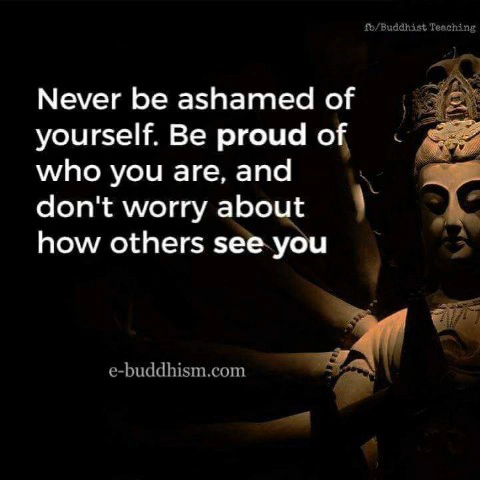 fb/Buddhist Teaching
Never be ashamed of
yourself. Be proud of
who you are, and
don't worry about
how others see you
e-buddhism.com